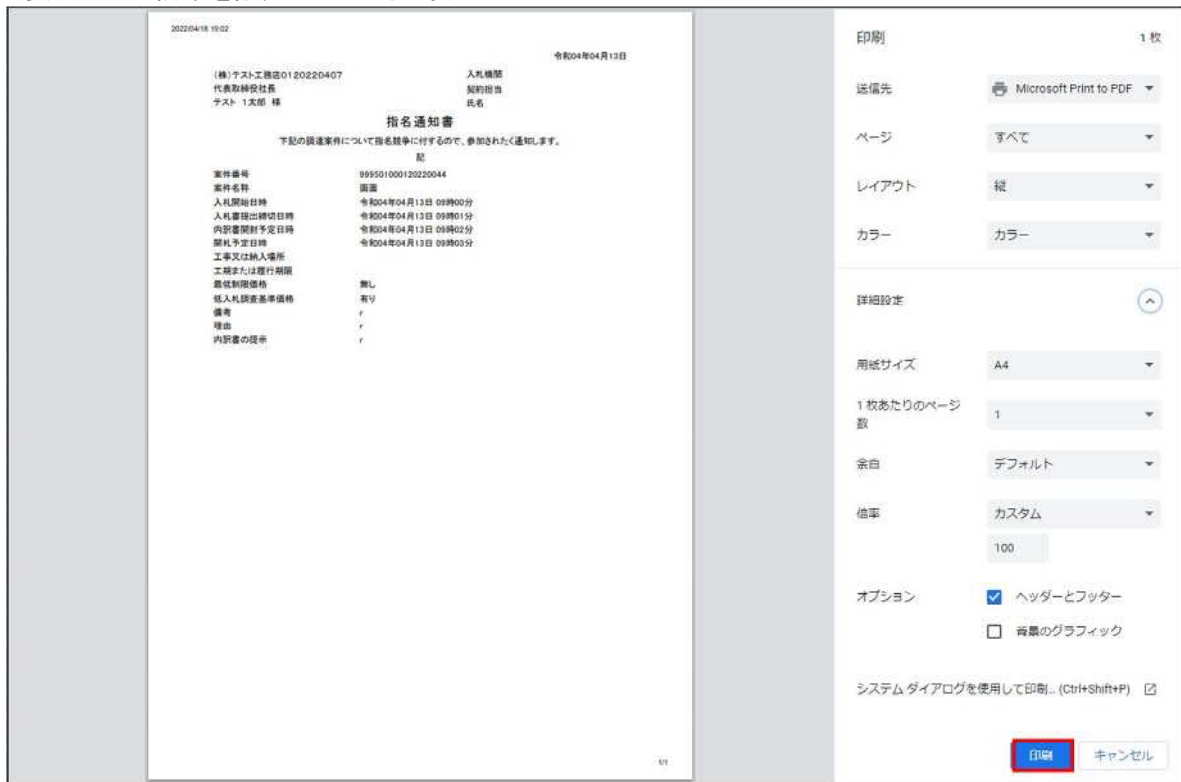 2022/04/18 19:02
令和04年04月13日
(株)テスト工務店0120220407
代表取締役社長
テスト 1太郎 様
入札機関
契約担当
氏名
指名通知書
下記の調達案件について指名競争に付するので、参加されたく通知します。
記
案件番号 999501000120220044
案件名称 画面
入札開始日時 令和04年04月13日 09時00分
入札書提出締切日時 令和04年04月13日 09時01分
内訳書開封予定日時 令和04年04月13日 09時02分
開札予定日時 令和04年04月13日 09時03分
工事又は納入場所
工期または履行期限
最低制限価格 無し
低入札調査基準価格 有り
備考 r
理由 r
内訳書の提示 r
1/1
印刷 1 枚
送信先 Microsoft Print to PDF
ページ すべて
レイアウト 縦
カラー カラー
詳細設定
用紙サイズ A4
1 枚あたりのページ
数
1
余白 デフォルト
倍率 カスタム
100
オプション ヘッダーとフッター
背景のグラフィック
システム ダイアログを使用して印刷... (Ctrl+Shift+P)
印刷 キャンセル